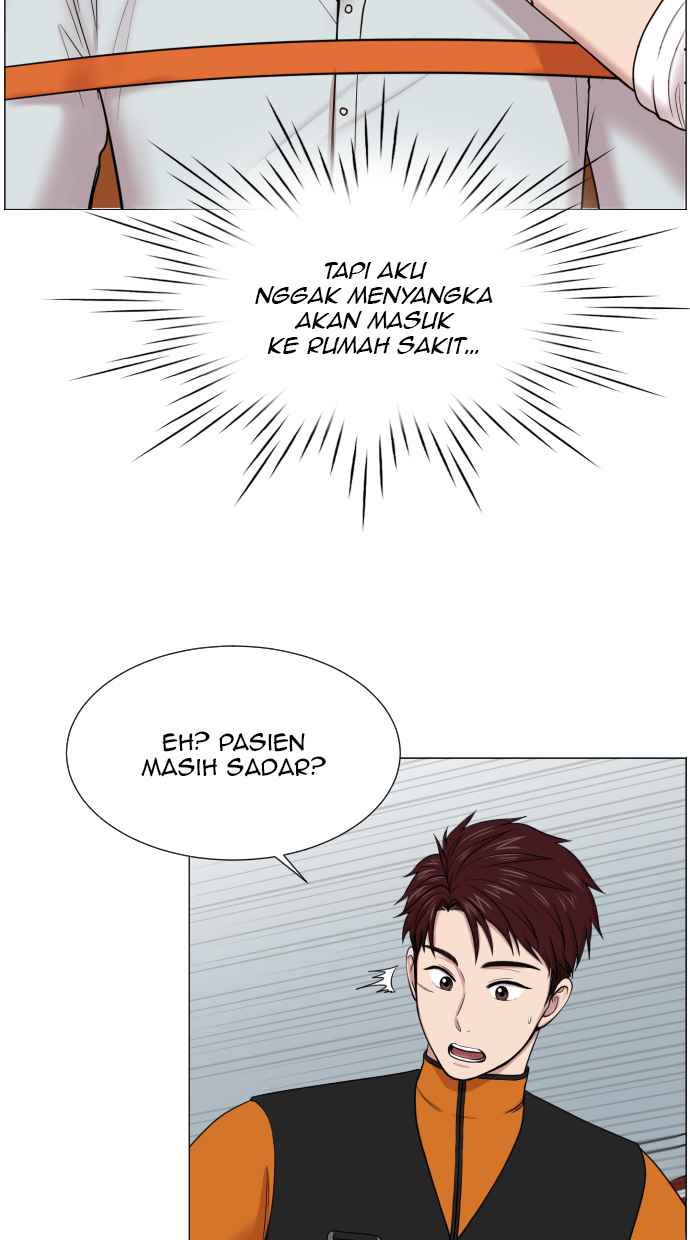 TAPI AKU
NGGAK MENYANGKA
AKAN MASUK
KE RUMAH SAKIT...
EH? PASIEN
MASIH SADAR?